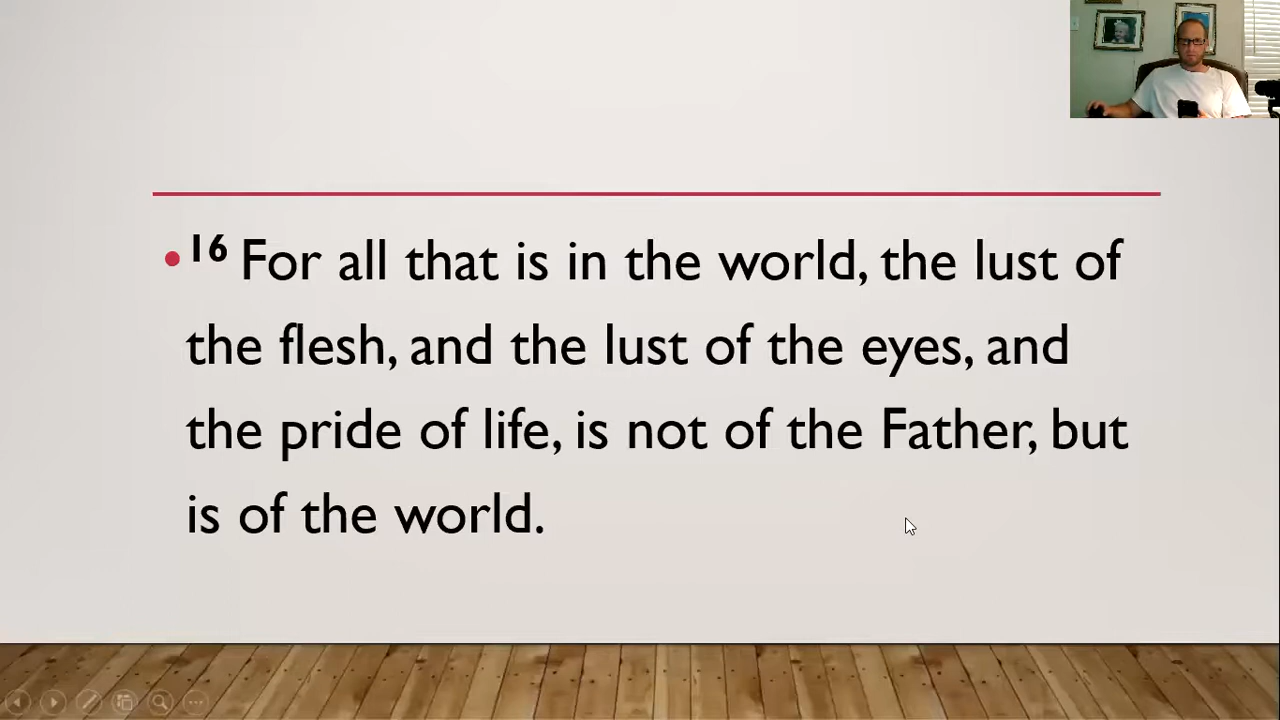 • 16 For all that is in the world, the lust of
the flesh, and the lust of the eyes, and
the pride of life, is not of the Father, but
is of the world.